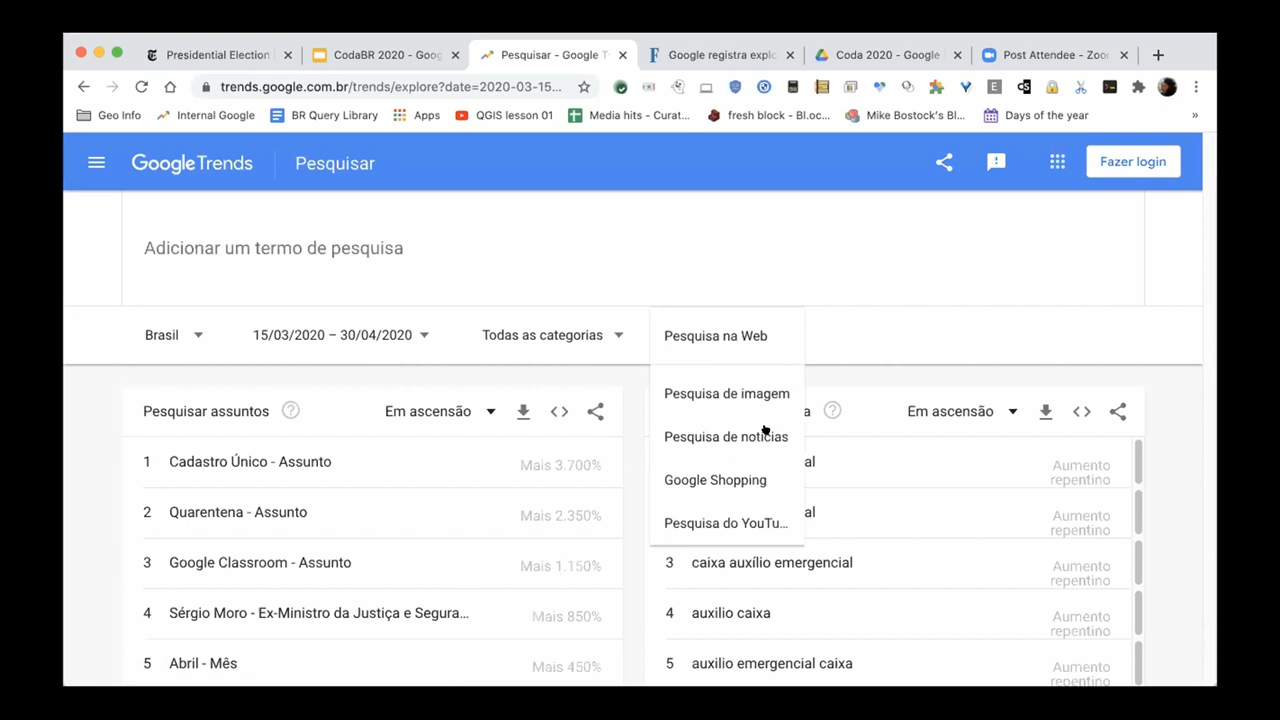 Presidential Election
CodaBR 2020 - Goog
Pesquisar - Google T
Google registra explo
Coda 2020 - Google
Post Attendee - Zoo
trends.google.com.br/trends/explore?date=2020-03-15...
Geo Info
Internal Google
BR Query Library
Apps
QGIS lesson 01
Media hits - Curat...
fresh block - Bl.oc...
Mike Bostock's Bl...
Days of the year
»
Google Trends
Pesquisar
Fazer login
Adicionar um termo de pesquisa
Brasil
15/03/2020 – 30/04/2020
Todas as categorias
Pesquisa na Web
Pesquisa de imagem
Pesquisa de notícias
Google Shopping
Pesquisa do YouTu...
Pesquisar assuntos
Em ascensão
1 Cadastro Único - Assunto Mais 3.700%
2 Quarentena - Assunto Mais 2.350%
3 Google Classroom - Assunto Mais 1.150%
4 Sérgio Moro - Ex-Ministro da Justiça e Segura... Mais 850%
5 Abril - Mês Mais 450%
a
Em ascensão
al Aumento
repentino
al Aumento
repentino
3 caixa auxílio emergencial Aumento
repentino
4 auxilio caixa Aumento
repentino
5 auxilio emergencial caixa Aumento
repentino